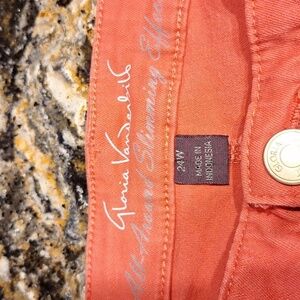 Gloria Vanderbilt
All-Around Slimming Effect
24W
MADE IN
INDONESIA